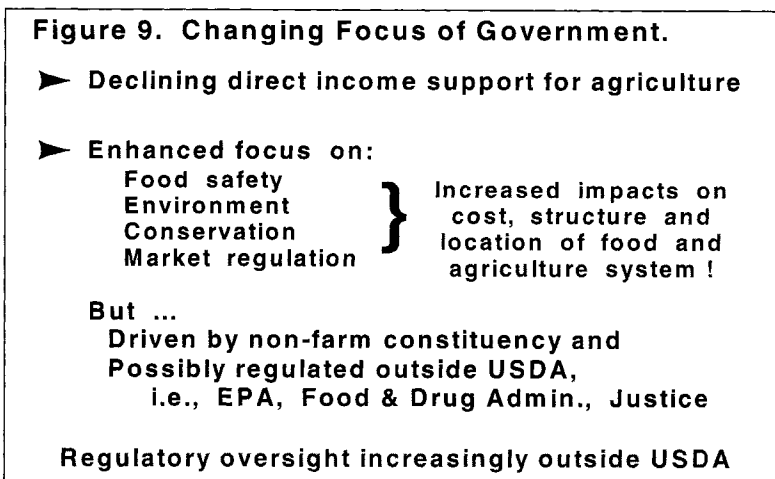 Figure 9. Changing Focus of Government.
➤ Declining direct income support for agriculture
➤ Enhanced focus on:
Food safety
Environment
Conservation
Market regulation
} Increased impacts on
cost, structure and
location of food and
agriculture system !
But ...
Driven by non-farm constituency and
Possibly regulated outside USDA,
i.e., EPA, Food & Drug Admin., Justice
Regulatory oversight increasingly outside USDA